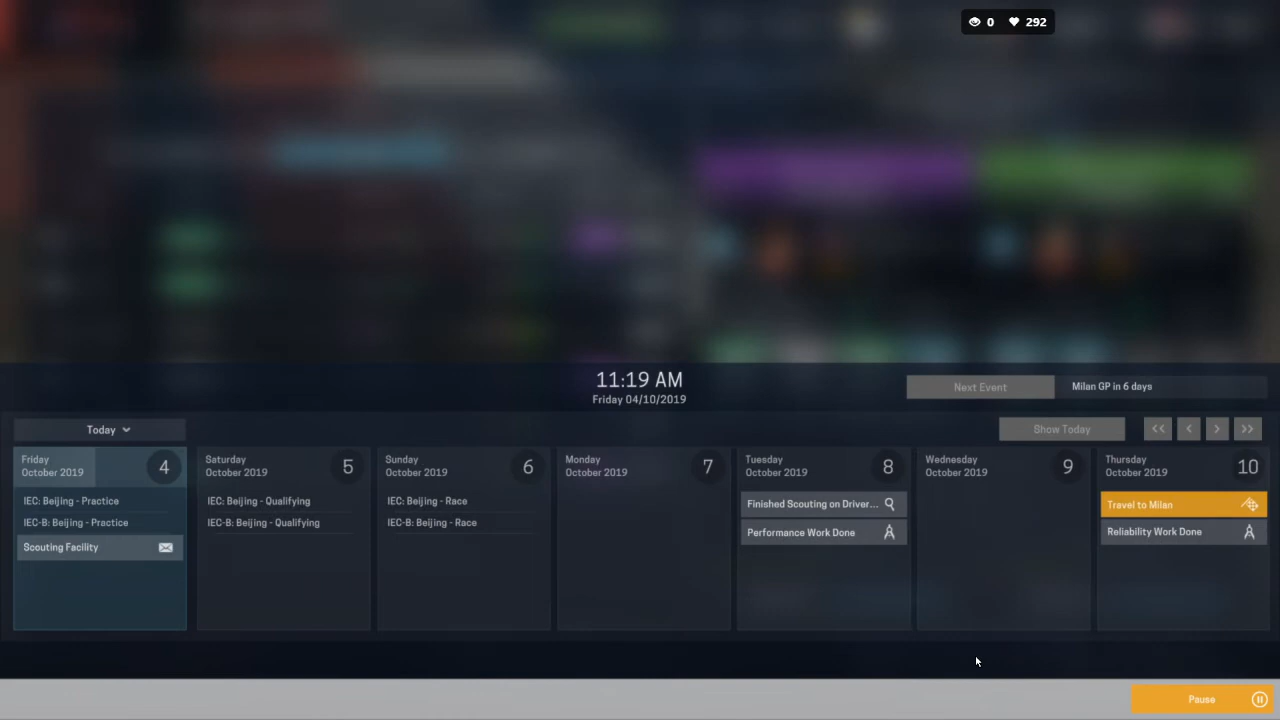 0 292
11:19 AM
Friday 04/10/2019
Next Event
Milan GP in 6 days
Today
Show Today
Friday
October 2019
4
IEC: Beijing - Practice
IEC-B: Beijing - Practice
Scouting Facility
Saturday
October 2019
5
IEC: Beijing - Qualifying
IEC-B: Beijing - Qualifying
Sunday
October 2019
6
IEC: Beijing - Race
IEC-B: Beijing - Race
Monday
October 2019
7
Tuesday
October 2019
8
Finished Scouting on Driver...
Performance Work Done
Wednesday
October 2019
9
Thursday
October 2019
10
Travel to Milan
Reliability Work Done
Pause